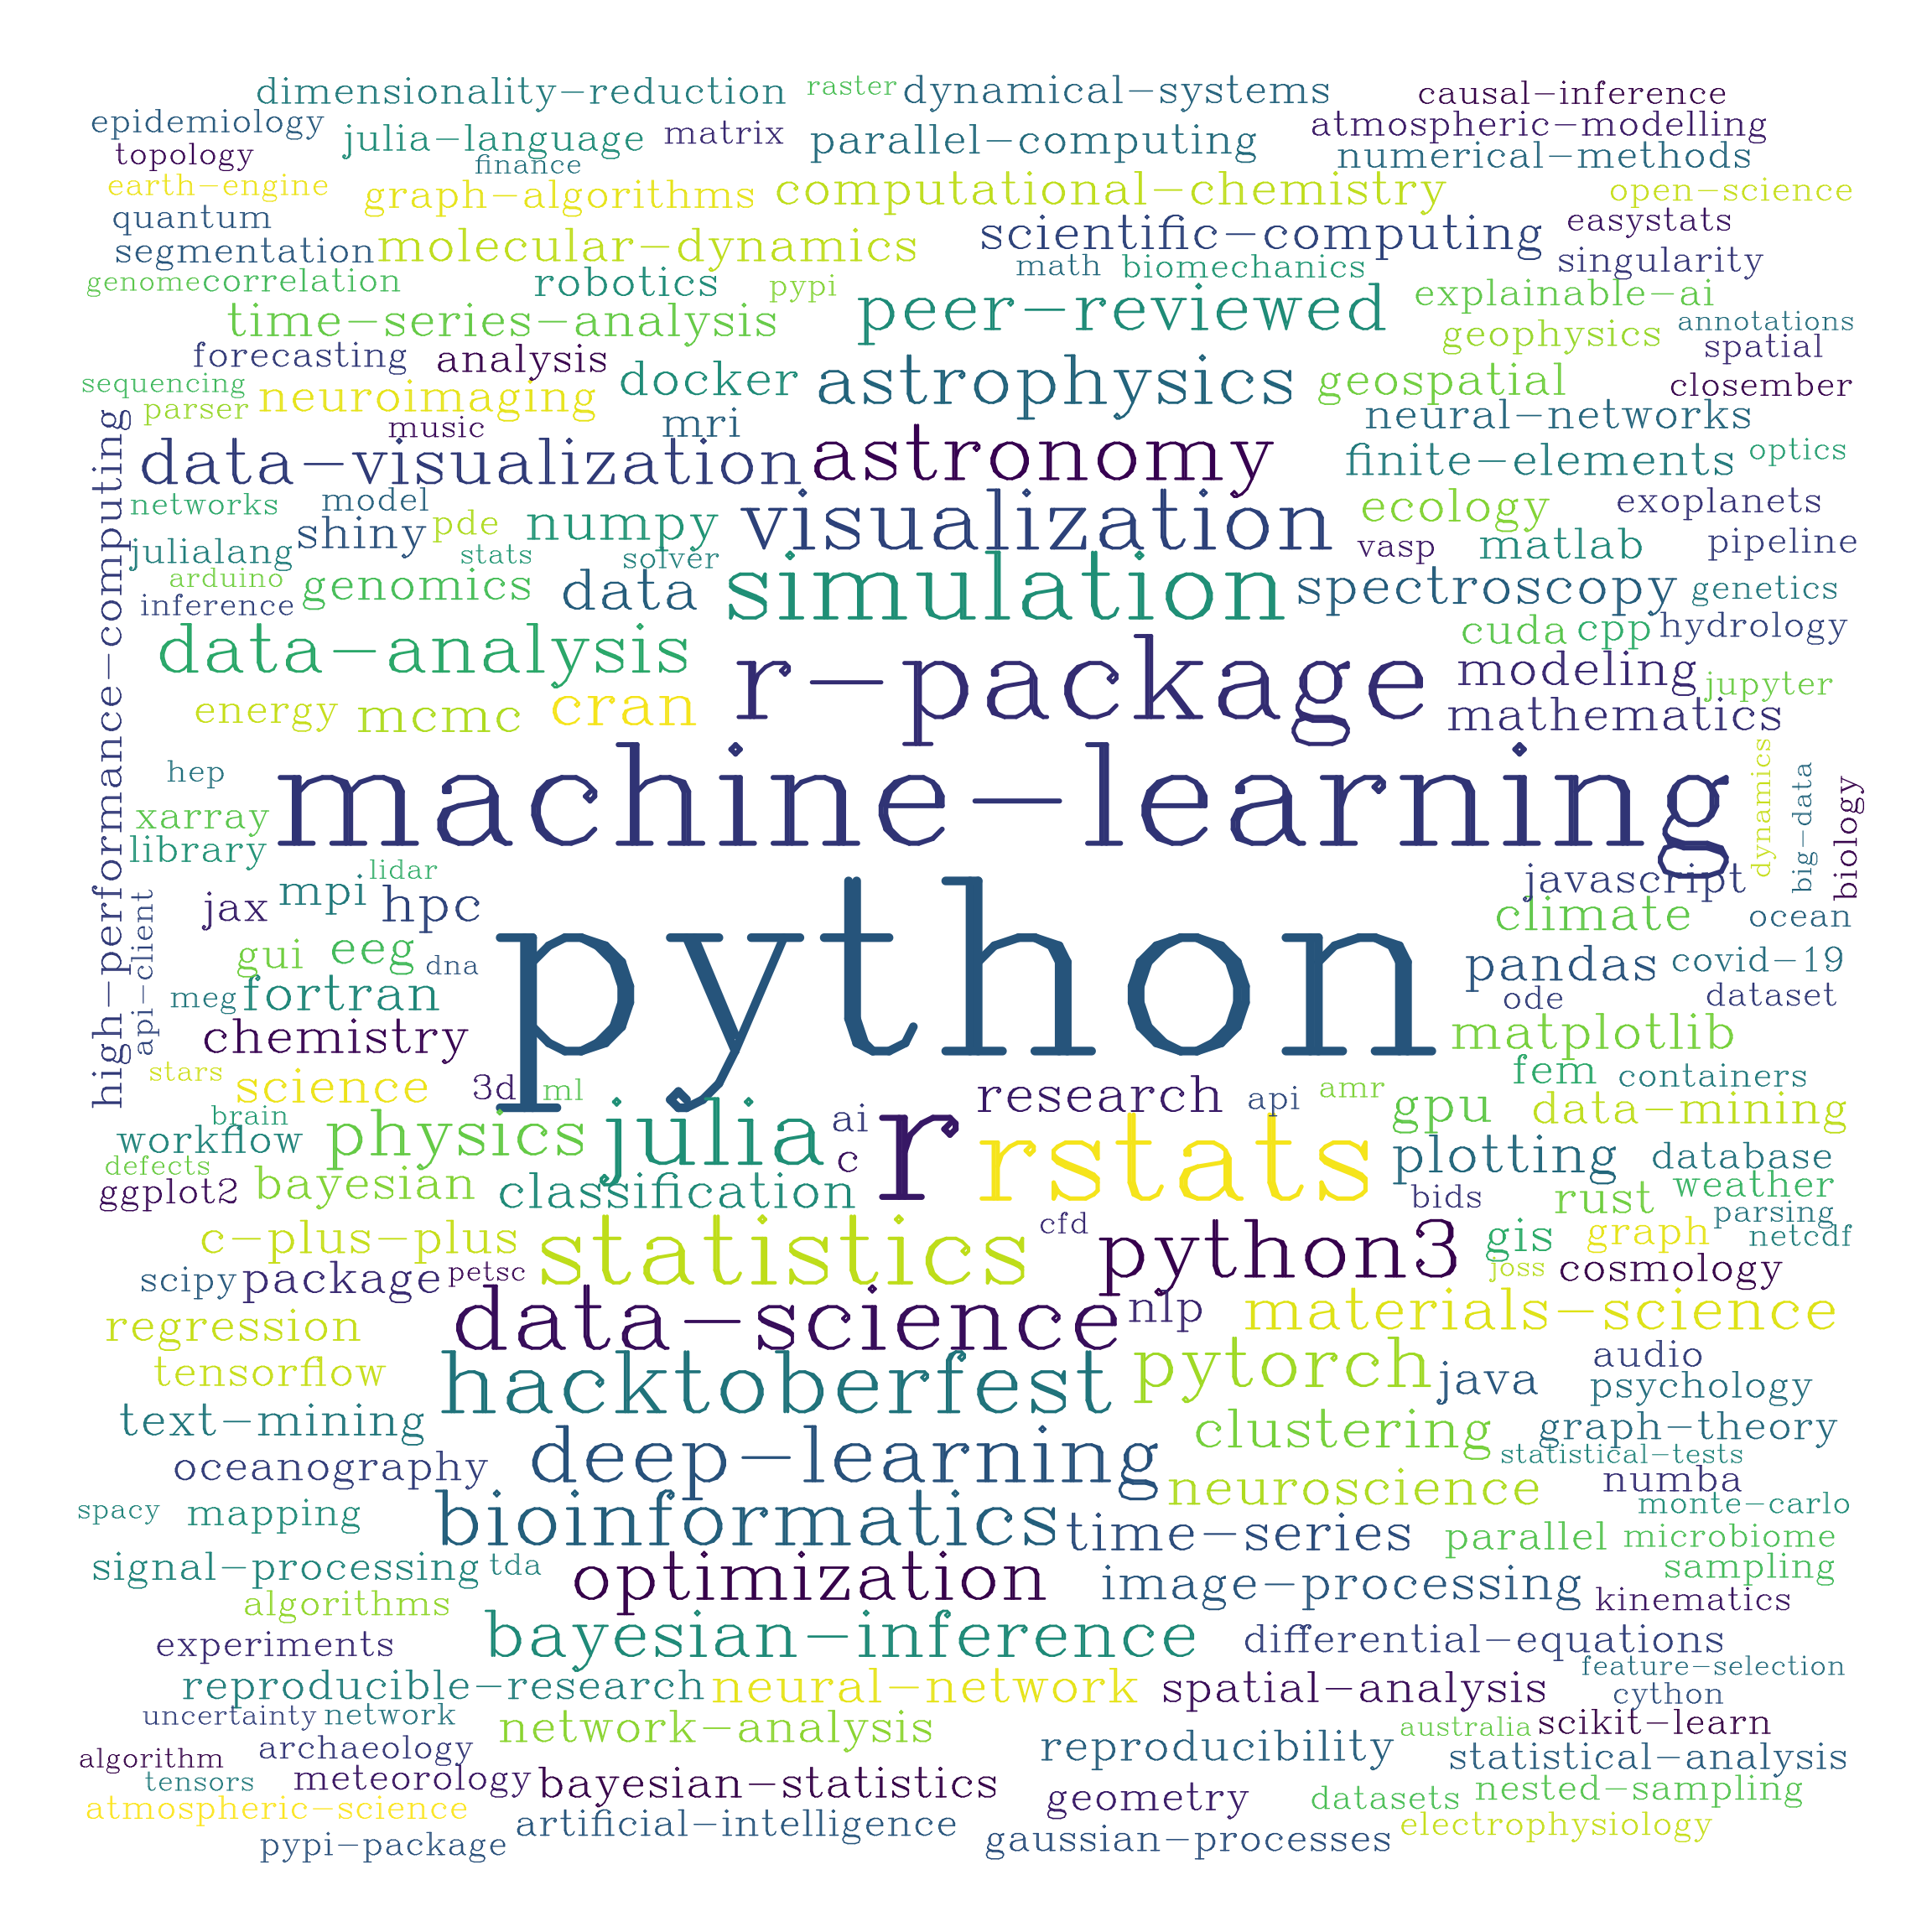 dimensionality-reduction raster dynamical-systems causal-inference
epidemiology julia-language matrix parallel-computing atmospheric-modelling
topology finance numerical-methods
earth-engine graph-algorithms computational-chemistry open-science
quantum scientific-computing easystats
segmentation molecular-dynamics math biomechanics singularity
genome correlation robotics pypi peer-reviewed explainable-ai
time-series-analysis geophysics annotations
forecasting analysis docker astrophysics geospatial spatial
sequencing neuroimaging closember
parser music mri neural-networks
high-performance-computing
data-visualization astronomy finite-elements optics
networks model visualization ecology exoplanets
julialang shiny pde numpy vasp matlab pipeline
arduino stats solver simulation
inference genomics data spectroscopy genetics
data-analysis r-package cuda cpp hydrology
modeling jupyter
energy mcmc cran mathematics
hep machine-learning dynamics big-data biology
xarray
library lidar
api-client
jax mpi hpc javascript
python climate ocean
gui eeg dna pandas covid-19
meg fortran ode dataset
chemistry matplotlib
stars science 3d ml research api amr fem containers
brain gpu data-mining
workflow physics julia ai r rstats plotting database
defects c
ggplot2 bayesian classification bids rust weather
parsing
c-plus-plus statistics cfd python3 gis graph netcdf
scipy package petsc joss cosmology
regression data-science nlp materials-science
tensorflow hacktoberfest pytorch java audio
psychology
text-mining deep-learning clustering graph-theory
oceanography statistical-tests
spacy mapping bioinformatics neuroscience numba
monte-carlo
time-series parallel microbiome
signal-processing tda optimization image-processing sampling
algorithms kinematics
experiments bayesian-inference differential-equations
reproducible-research neural-network spatial-analysis feature-selection
cython
uncertainty network network-analysis australia scikit-learn
algorithm archaeology reproducibility statistical-analysis
tensors meteorology bayesian-statistics geometry datasets nested-sampling
atmospheric-science artificial-intelligence electrophysiology
pypi-package gaussian-processes